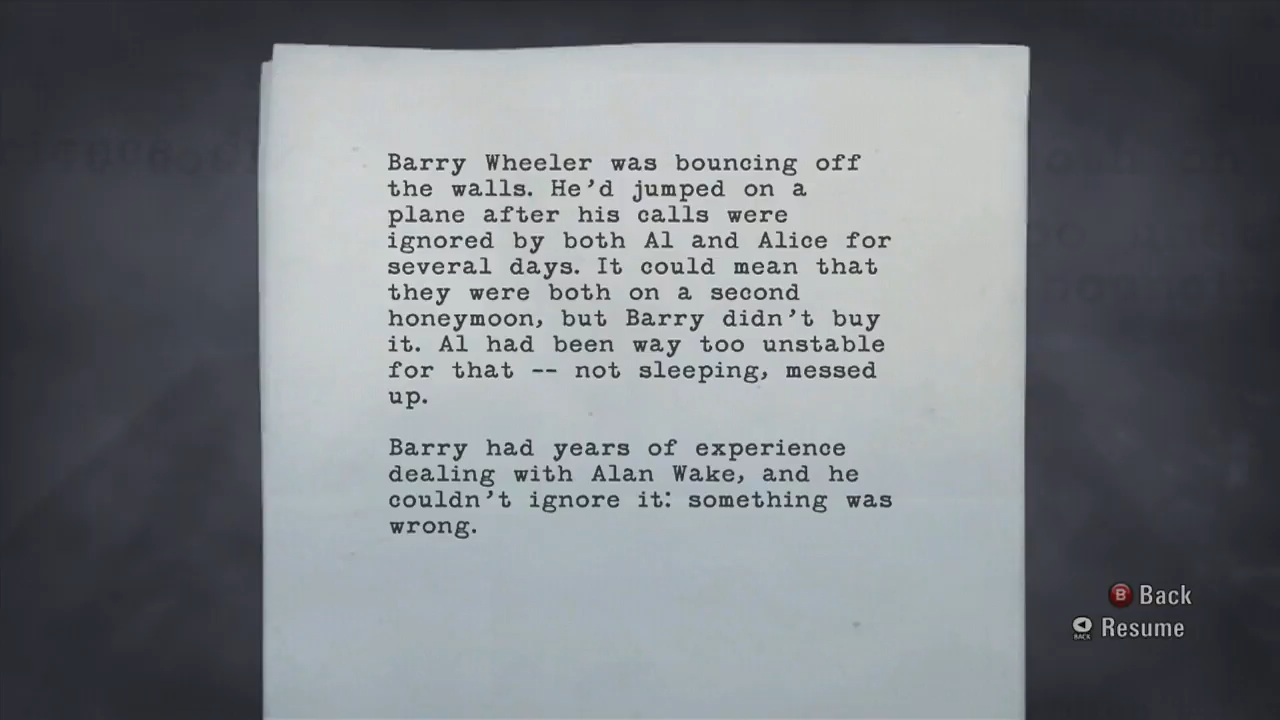 Barry Wheeler was bouncing off
the walls. He'd jumped on a
plane after his calls were
ignored by both Al and Alice for
several days. It could mean that
they were both on a second
honeymoon, but Barry didn't buy
it. Al had been way too unstable
for that -- not sleeping, messed
up.
Barry had years of experience
dealing with Alan Wake, and he
couldn't ignore it: something was
wrong.
B Back
BACK Resume